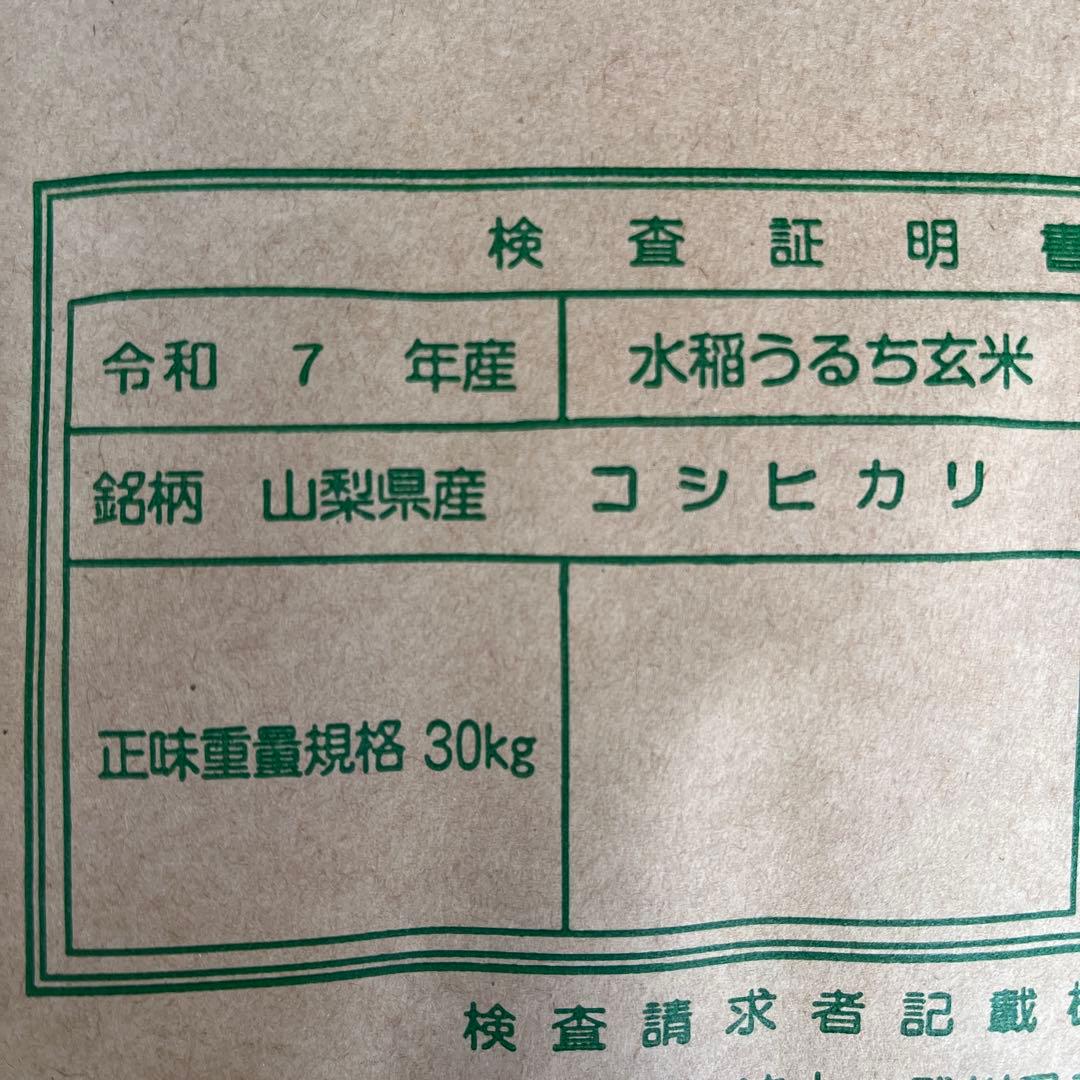 検査証明書
令和 7 年産 水稲うるち玄米
銘柄 山梨県産 コシヒカリ
正味重量規格 30kg
検査請求者記載